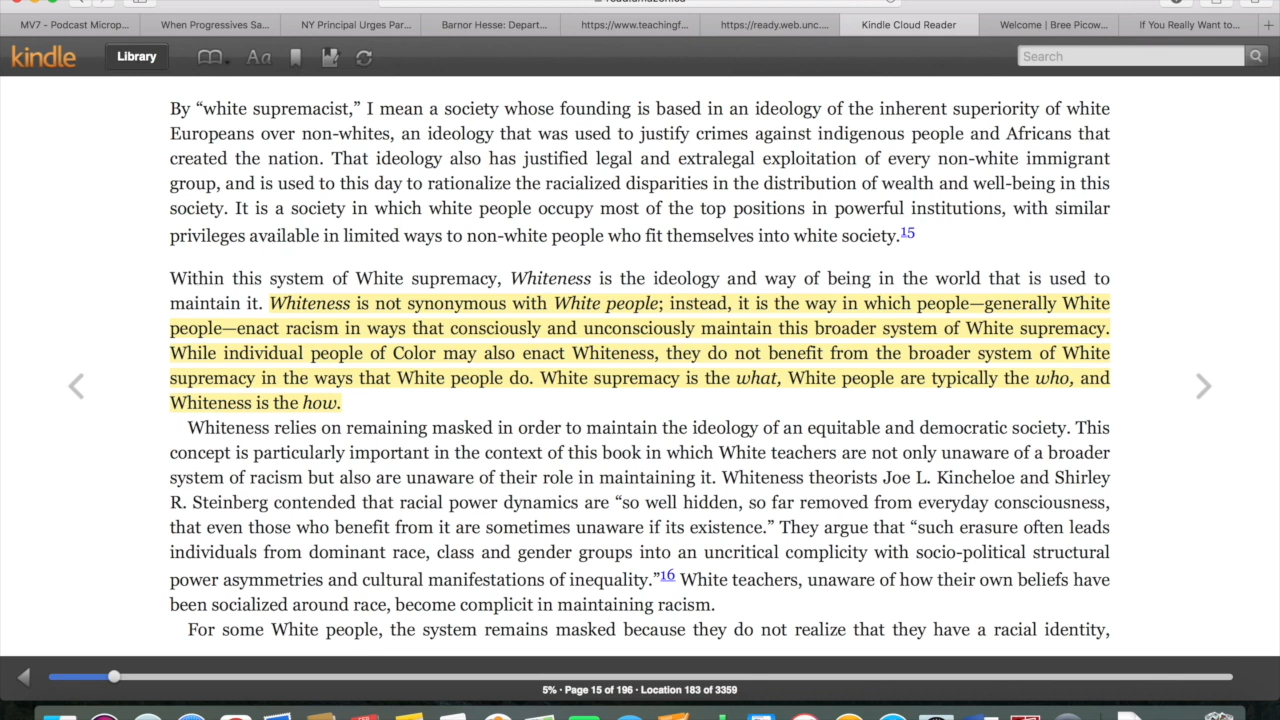 MV7 - Podcast Microp...
When Progressives Sa...
NY Principal Urges Par...
Barnor Hesse: Depart...
https://www.teachingf...
https://ready.web.unc....
Kindle Cloud Reader
Welcome | Bree Picow...
If You Really Want to...
kindle
Library
Aa
Search
By “white supremacist,” I mean a society whose founding is based in an ideology of the inherent superiority of white
Europeans over non-whites, an ideology that was used to justify crimes against indigenous people and Africans that
created the nation. That ideology also has justified legal and extralegal exploitation of every non-white immigrant
group, and is used to this day to rationalize the racialized disparities in the distribution of wealth and well-being in this
society. It is a society in which white people occupy most of the top positions in powerful institutions, with similar
privileges available in limited ways to non-white people who fit themselves into white society.15
Within this system of White supremacy, Whiteness is the ideology and way of being in the world that is used to
maintain it. Whiteness is not synonymous with White people; instead, it is the way in which people—generally White
people—enact racism in ways that consciously and unconsciously maintain this broader system of White supremacy.
While individual people of Color may also enact Whiteness, they do not benefit from the broader system of White
supremacy in the ways that White people do. White supremacy is the what, White people are typically the who, and
Whiteness is the how.
Whiteness relies on remaining masked in order to maintain the ideology of an equitable and democratic society. This
concept is particularly important in the context of this book in which White teachers are not only unaware of a broader
system of racism but also are unaware of their role in maintaining it. Whiteness theorists Joe L. Kincheloe and Shirley
R. Steinberg contended that racial power dynamics are “so well hidden, so far removed from everyday consciousness,
that even those who benefit from it are sometimes unaware if its existence.” They argue that “such erasure often leads
individuals from dominant race, class and gender groups into an uncritical complicity with socio-political structural
power asymmetries and cultural manifestations of inequality.”16 White teachers, unaware of how their own beliefs have
been socialized around race, become complicit in maintaining racism.
For some White people, the system remains masked because they do not realize that they have a racial identity,
5% · Page 15 of 196 · Location 183 of 3359